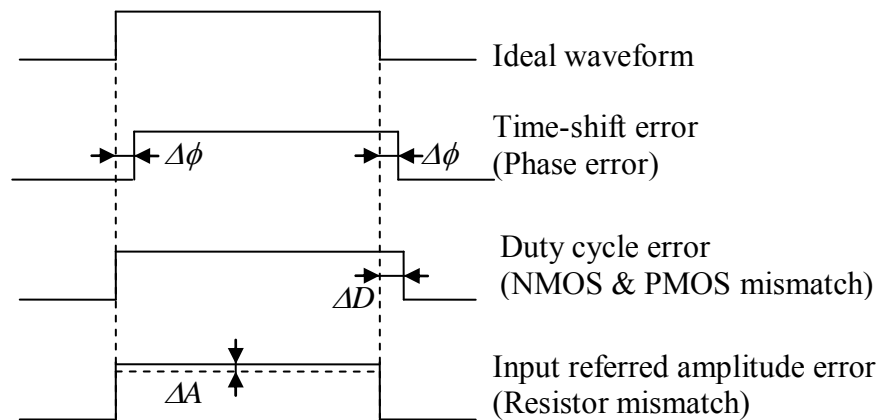 Ideal waveform
Time-shift error
(Phase error)
Δϕ Δϕ
Duty cycle error
(NMOS & PMOS mismatch)
ΔD
Input referred amplitude error
(Resistor mismatch)
ΔA